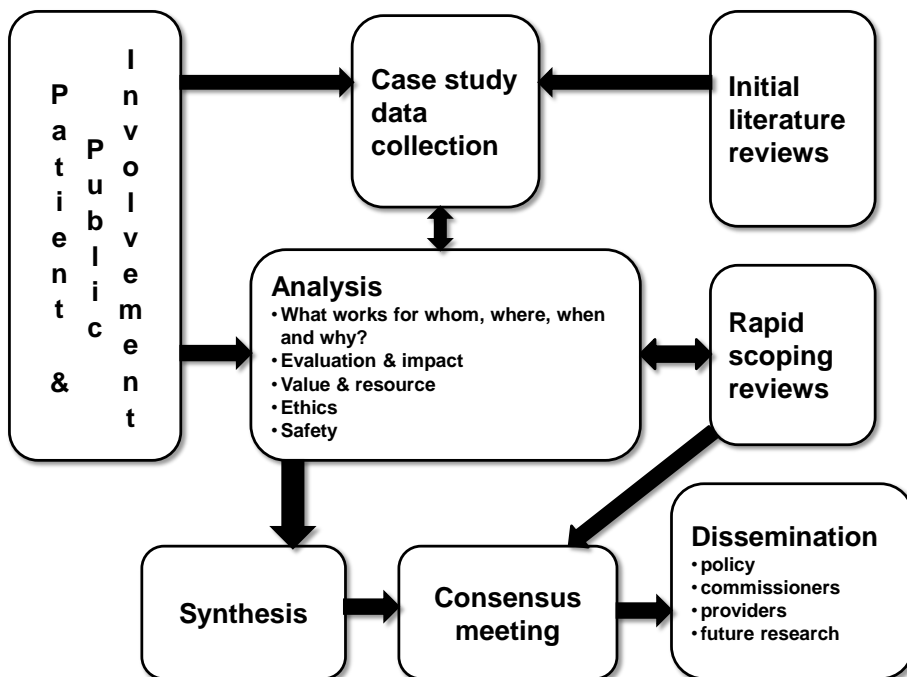 Patient &
Public
Involvement
Case study
data
collection
Initial
literature
reviews
Analysis
• What works for whom, where, when
and why?
• Evaluation & impact
• Value & resource
• Ethics
• Safety
Rapid
scoping
reviews
Synthesis
Consensus
meeting
Dissemination
• policy
• commissioners
• providers
• future research